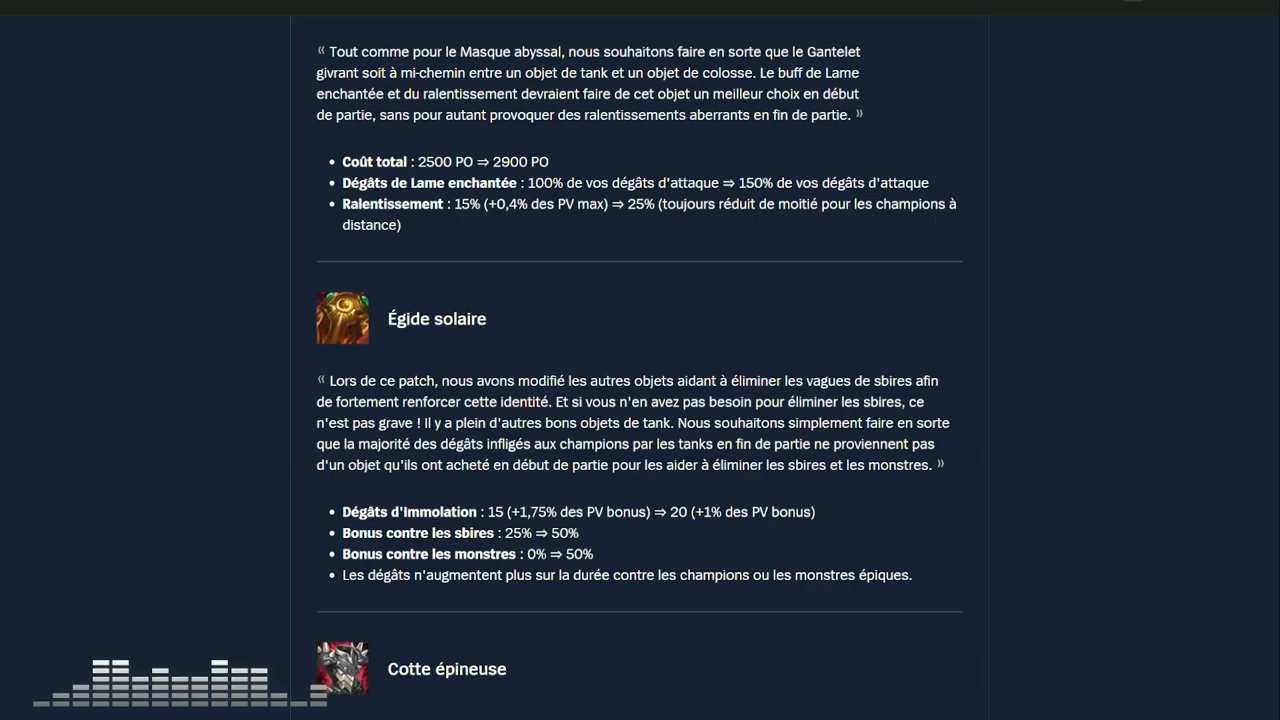 « Tout comme pour le Masque abyssal, nous souhaitons faire en sorte que le Gantelet
givrant soit à mi-chemin entre un objet de tank et un objet de colosse. Le buff de Lame
enchantée et du ralentissement devraient faire de cet objet un meilleur choix en début
de partie, sans pour autant provoquer des ralentissements aberrants en fin de partie. »
• Coût total : 2500 PO ⇒ 2900 PO
• Dégâts de Lame enchantée : 100% de vos dégâts d'attaque ⇒ 150% de vos dégâts d'attaque
• Ralentissement : 15% (+0,4% des PV max) ⇒ 25% (toujours réduit de moitié pour les champions à
distance)
Égide solaire
« Lors de ce patch, nous avons modifié les autres objets aidant à éliminer les vagues de sbires afin
de fortement renforcer cette identité. Et si vous n'en avez pas besoin pour éliminer les sbires, ce
n'est pas grave ! Il y a plein d'autres bons objets de tank. Nous souhaitons simplement faire en sorte
que la majorité des dégâts infligés aux champions par les tanks en fin de partie ne proviennent pas
d'un objet qu'ils ont acheté en début de partie pour les aider à éliminer les sbires et les monstres. »
• Dégâts d'Immolation : 15 (+1,75% des PV bonus) ⇒ 20 (+1% des PV bonus)
• Bonus contre les sbires : 25% ⇒ 50%
• Bonus contre les monstres : 0% ⇒ 50%
• Les dégâts n'augmentent plus sur la durée contre les champions ou les monstres épiques.
Cotte épineuse